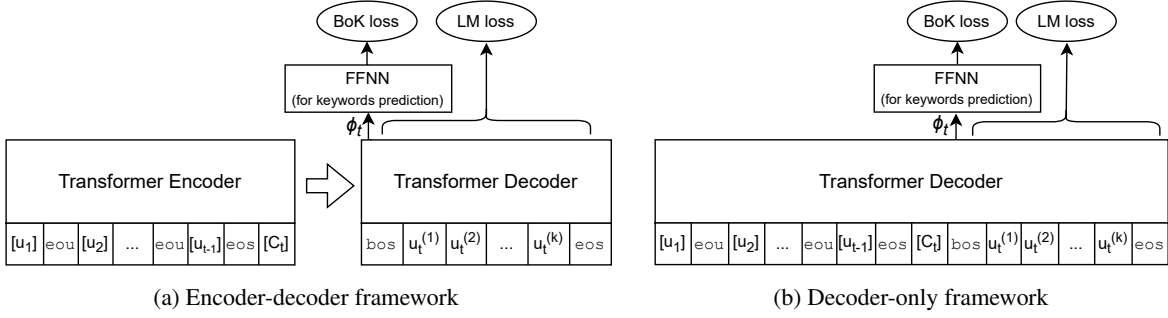 BoK loss LM loss
FFNN
(for keywords prediction)
ϕt
Transformer Encoder
Transformer Decoder
[u1] eou [u2] ... eou [ut-1] eos [Ct]
bos ut(1) ut(2) ... ut(k) eos
(a) Encoder-decoder framework
BoK loss LM loss
FFNN
(for keywords prediction)
ϕt
Transformer Decoder
[u1] eou [u2] ... eou [ut-1] eos [Ct] bos ut(1) ut(2) ... ut(k) eos
(b) Decoder-only framework